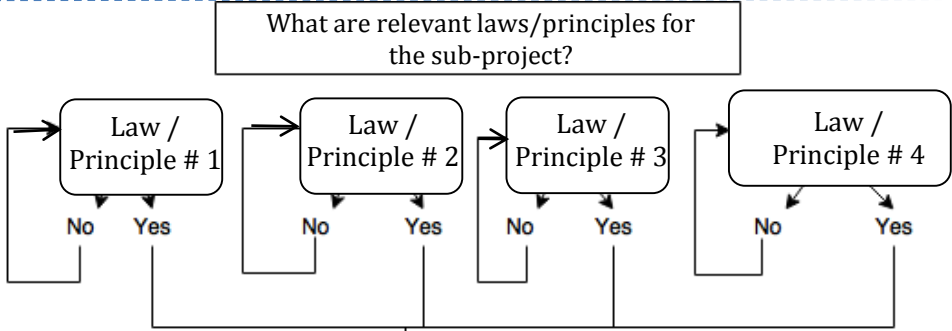 What are relevant laws/principles for
the sub-project?
Law /
Principle # 1
Law /
Principle # 2
Law /
Principle # 3
Law /
Principle # 4
No Yes
No Yes
No Yes
No Yes